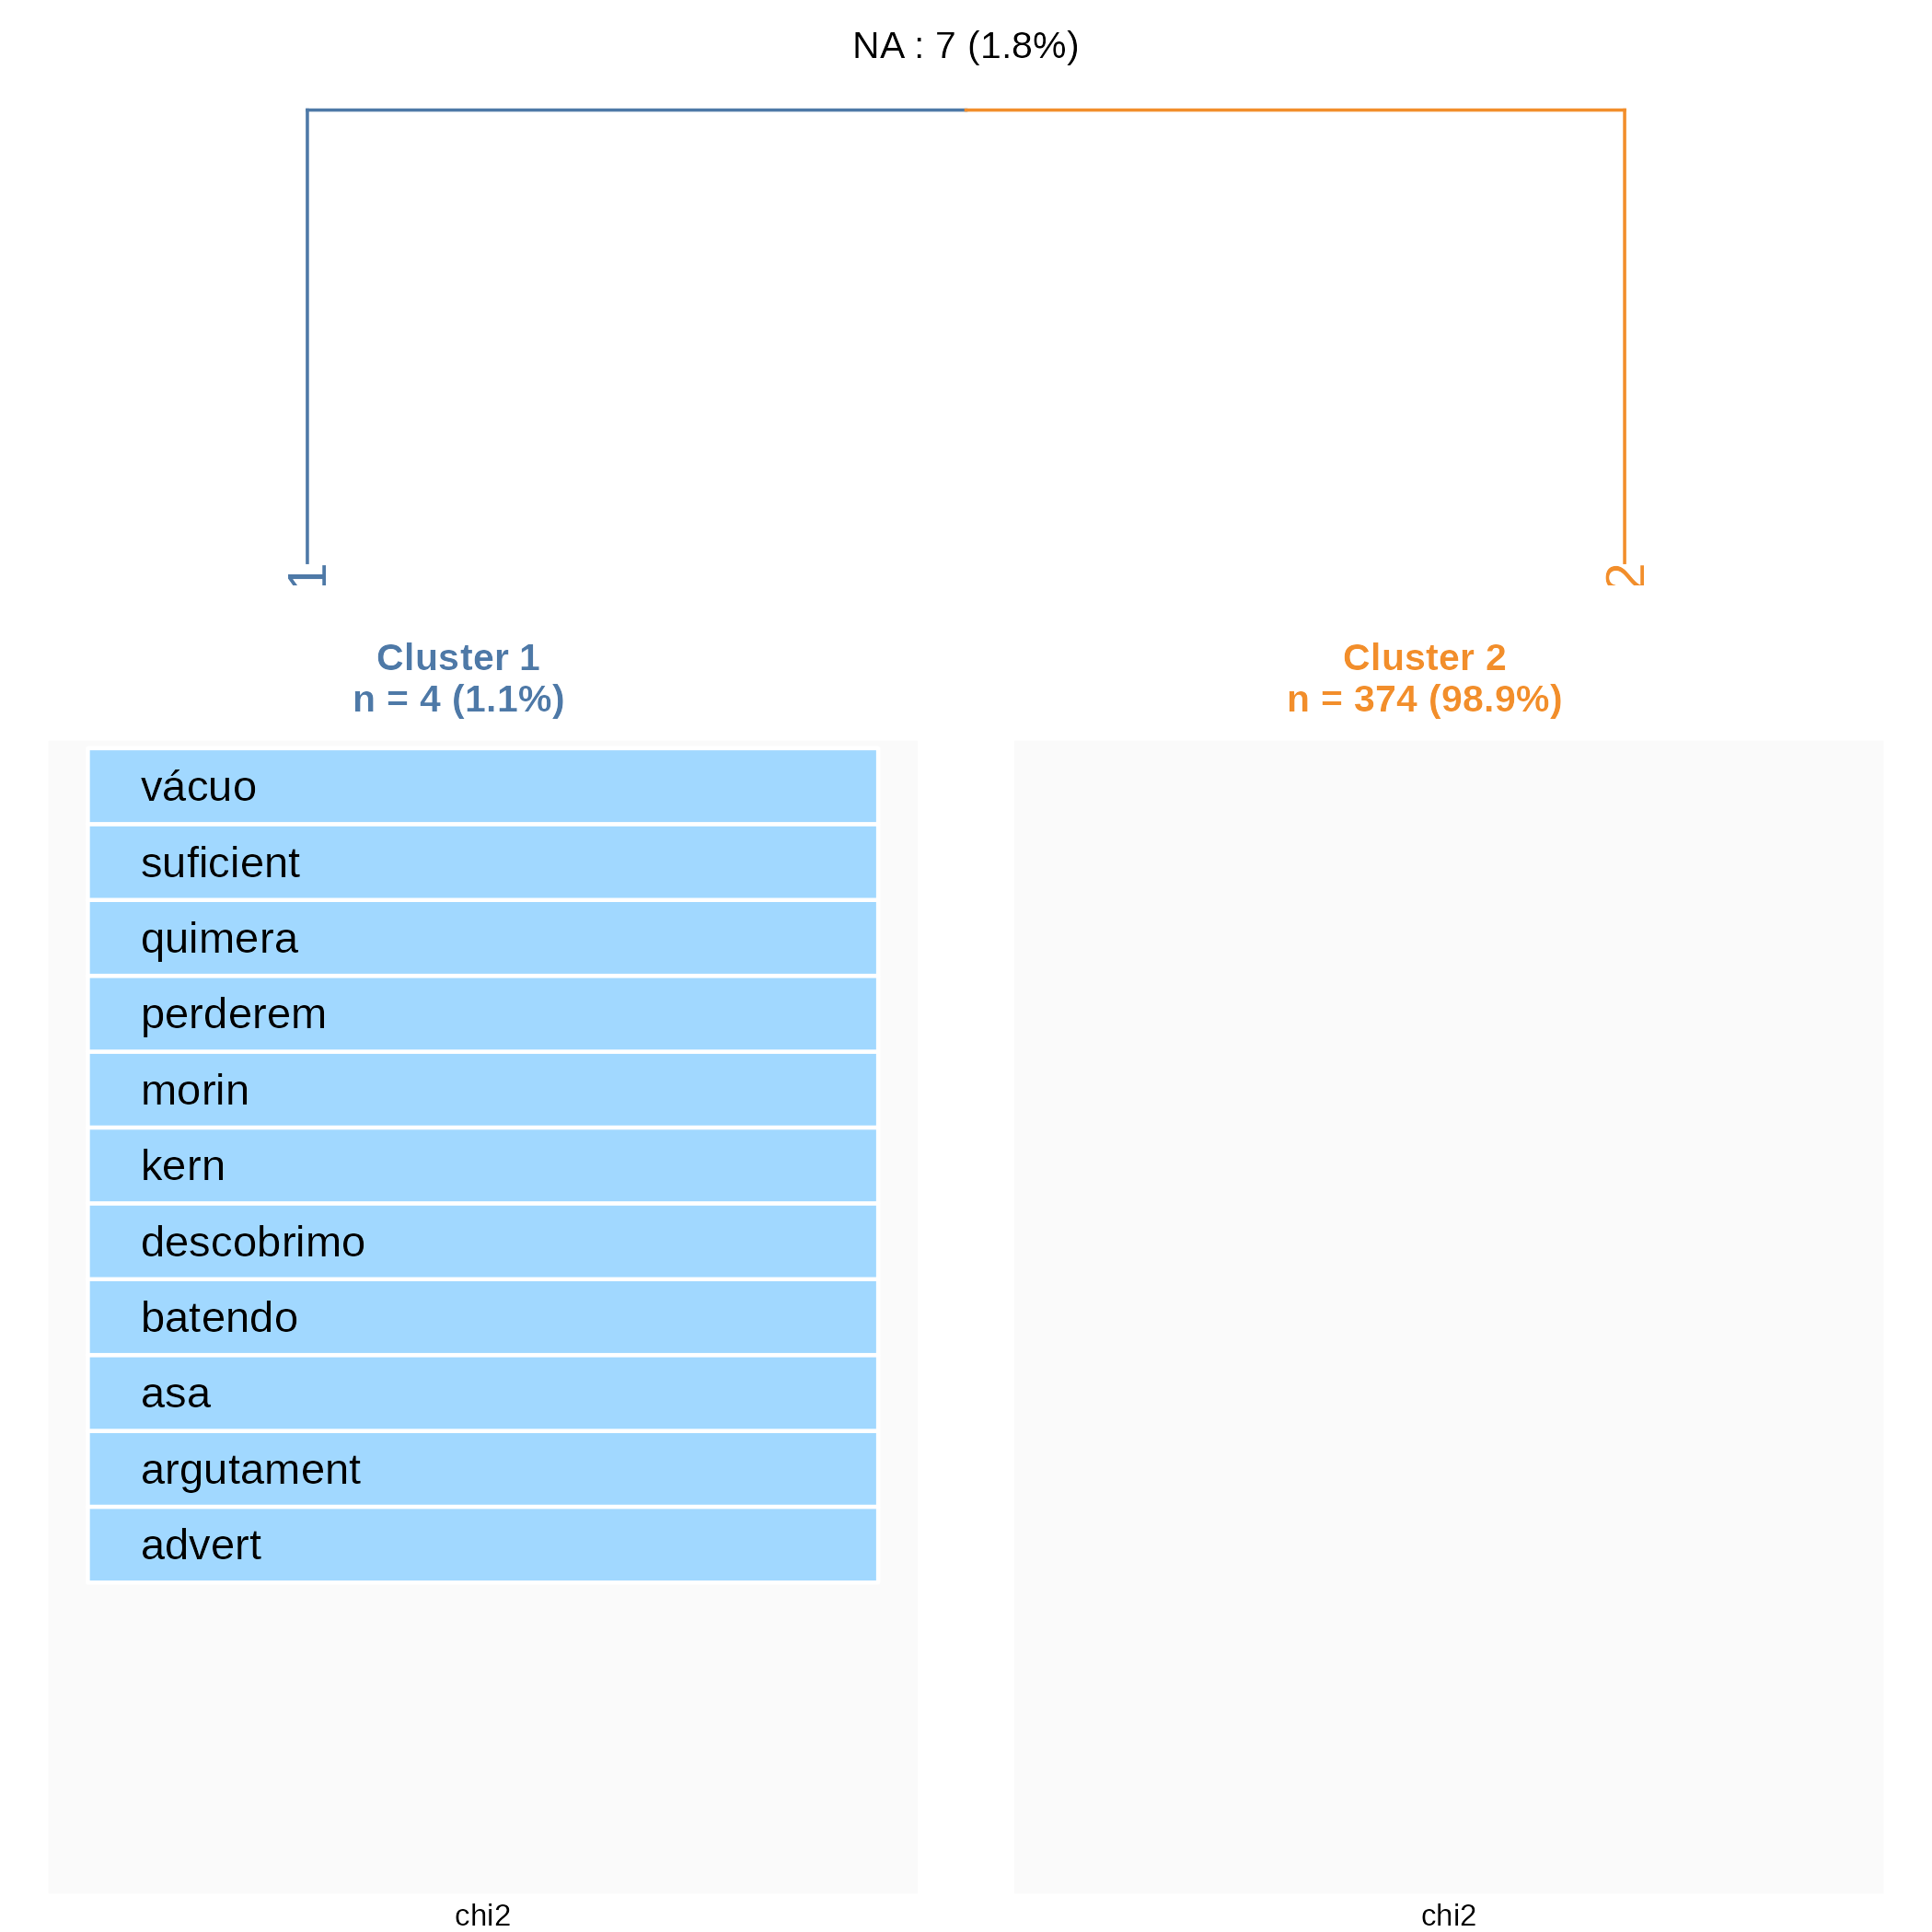 NA : 7 (1.8%)
1
2
Cluster 1
n = 4 (1.1%)
Cluster 2
n = 374 (98.9%)
vácuo
suficient
quimera
perderem
morin
kern
descobrimo
batendo
asa
argutament
advert
chi2
chi2